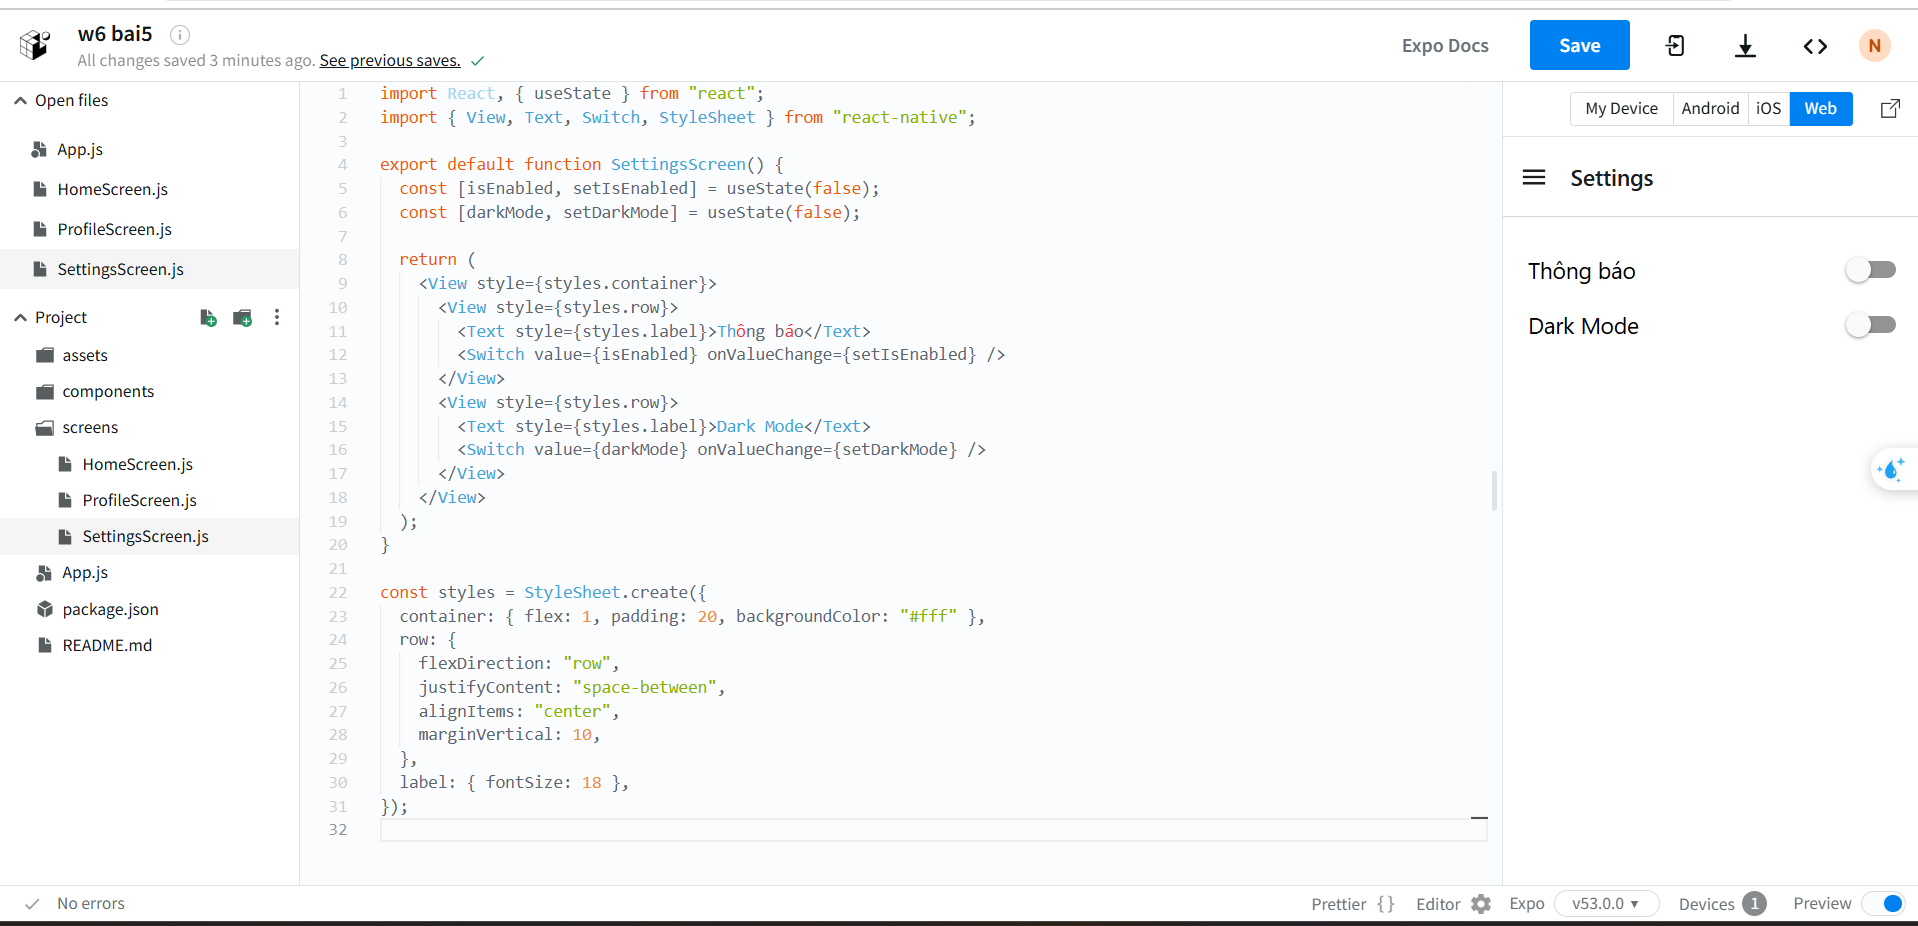 w6 bai5
All changes saved 3 minutes ago. See previous saves.
Expo Docs
Save
N
Open files
App.js
HomeScreen.js
ProfileScreen.js
SettingsScreen.js
Project
assets
components
screens
HomeScreen.js
ProfileScreen.js
SettingsScreen.js
App.js
package.json
README.md
1 import React, { useState } from "react";
2 import { View, Text, Switch, StyleSheet } from "react-native";
3
4 export default function SettingsScreen() {
5 const [isEnabled, setIsEnabled] = useState(false);
6 const [darkMode, setDarkMode] = useState(false);
7
8 return (
9 <View style={styles.container}>
10 <View style={styles.row}>
11 <Text style={styles.label}>Thông báo</Text>
12 <Switch value={isEnabled} onValueChange={setIsEnabled} />
13 </View>
14 <View style={styles.row}>
15 <Text style={styles.label}>Dark Mode</Text>
16 <Switch value={darkMode} onValueChange={setDarkMode} />
17 </View>
18 </View>
19 );
20 }
21
22 const styles = StyleSheet.create({
23 container: { flex: 1, padding: 20, backgroundColor: "#fff" },
24 row: {
25 flexDirection: "row",
26 justifyContent: "space-between",
27 alignItems: "center",
28 marginVertical: 10,
29 },
30 label: { fontSize: 18 },
31 });
32
My Device Android iOS Web
Settings
Thông báo
Dark Mode
No errors
Prettier {} Editor Expo v53.0.0 Devices 1 Preview